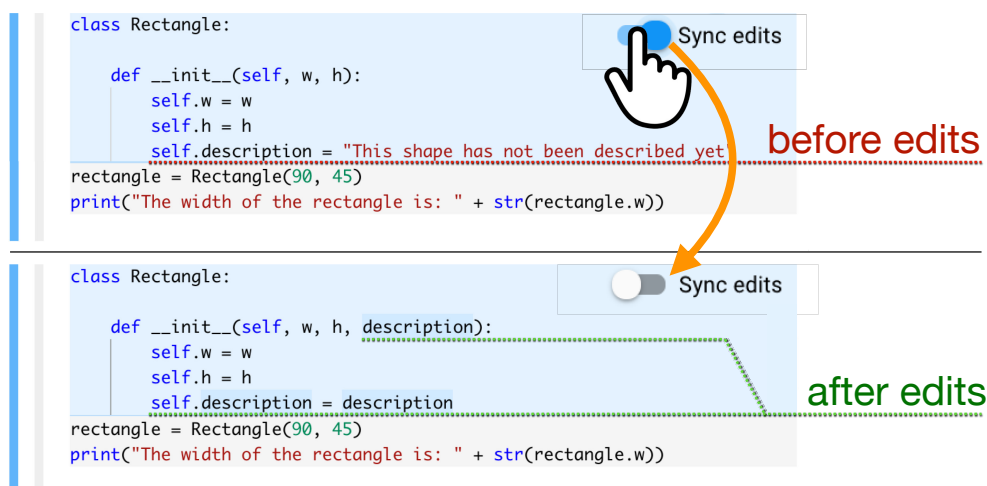 class Rectangle:
Sync edits
def __init__(self, w, h):
self.w = w
self.h = h
self.description = "This shape has not been described yet"
before edits
rectangle = Rectangle(90, 45)
print("The width of the rectangle is: " + str(rectangle.w))
class Rectangle:
Sync edits
def __init__(self, w, h, description):
self.w = w
self.h = h
self.description = description
after edits
rectangle = Rectangle(90, 45)
print("The width of the rectangle is: " + str(rectangle.w))